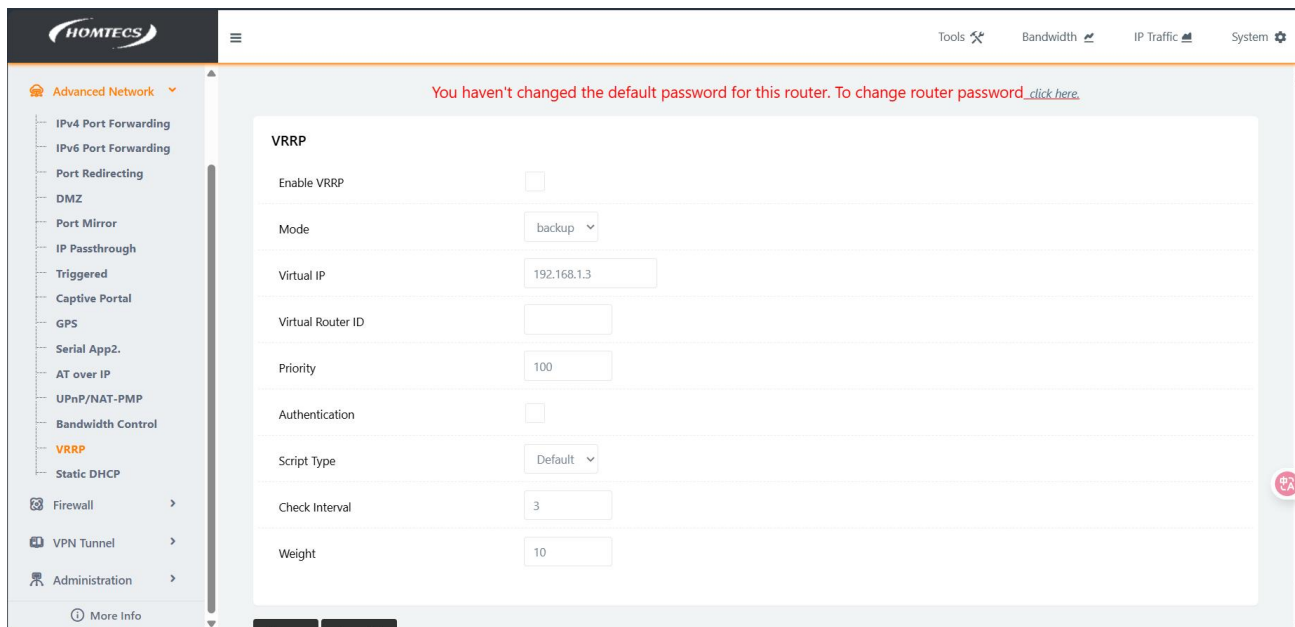 HOMTECS
Tools
Bandwidth
IP Traffic
System
Advanced Network
IPv4 Port Forwarding
IPv6 Port Forwarding
Port Redirecting
DMZ
Port Mirror
IP Passthrough
Triggered
Captive Portal
GPS
Serial App2.
AT over IP
UPnP/NAT-PMP
Bandwidth Control
VRRP
Static DHCP
Firewall
VPN Tunnel
Administration
More Info
You haven't changed the default password for this router. To change router password click here.
VRRP
Enable VRRP
Mode backup
Virtual IP 192.168.1.3
Virtual Router ID
Priority 100
Authentication
Script Type Default
Check Interval 3
Weight 10